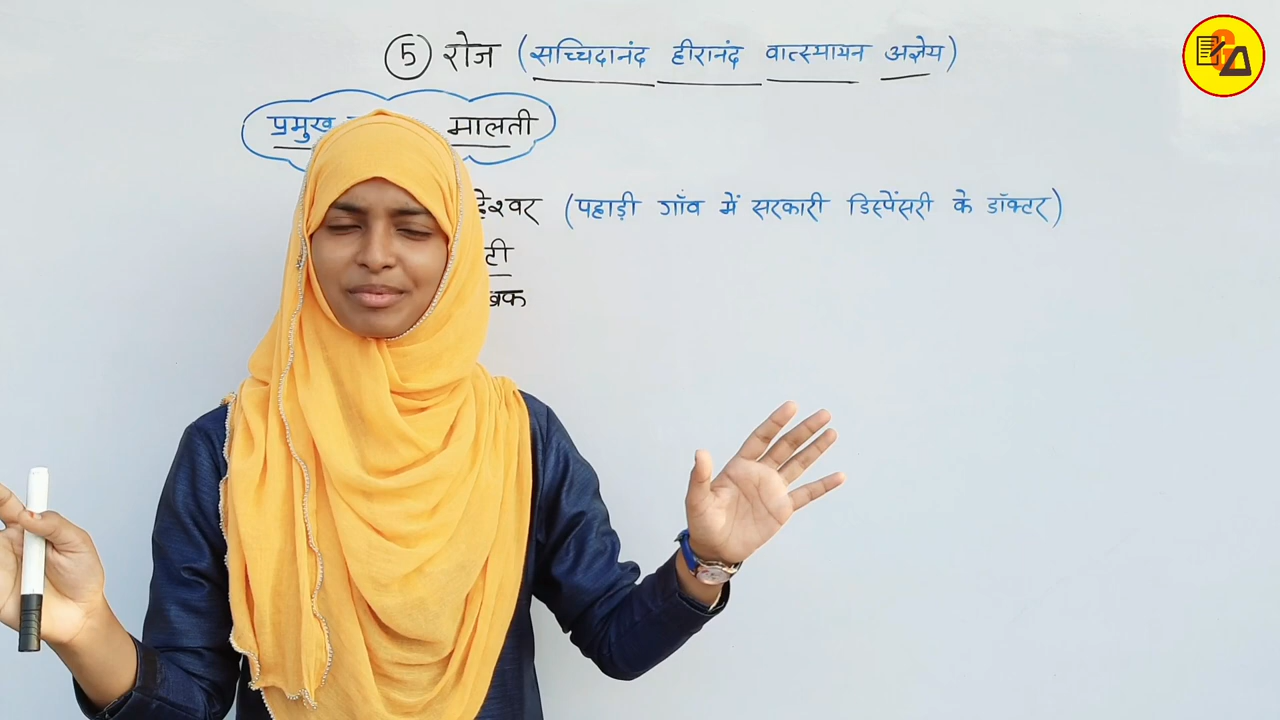 5 रोज (सच्चिदानंद हीरानंद वात्स्यायन अज्ञेय)
प्रमुख मालती
(पहाड़ी गाँव में सरकारी डिस्पेंसरी के डॉक्टर)